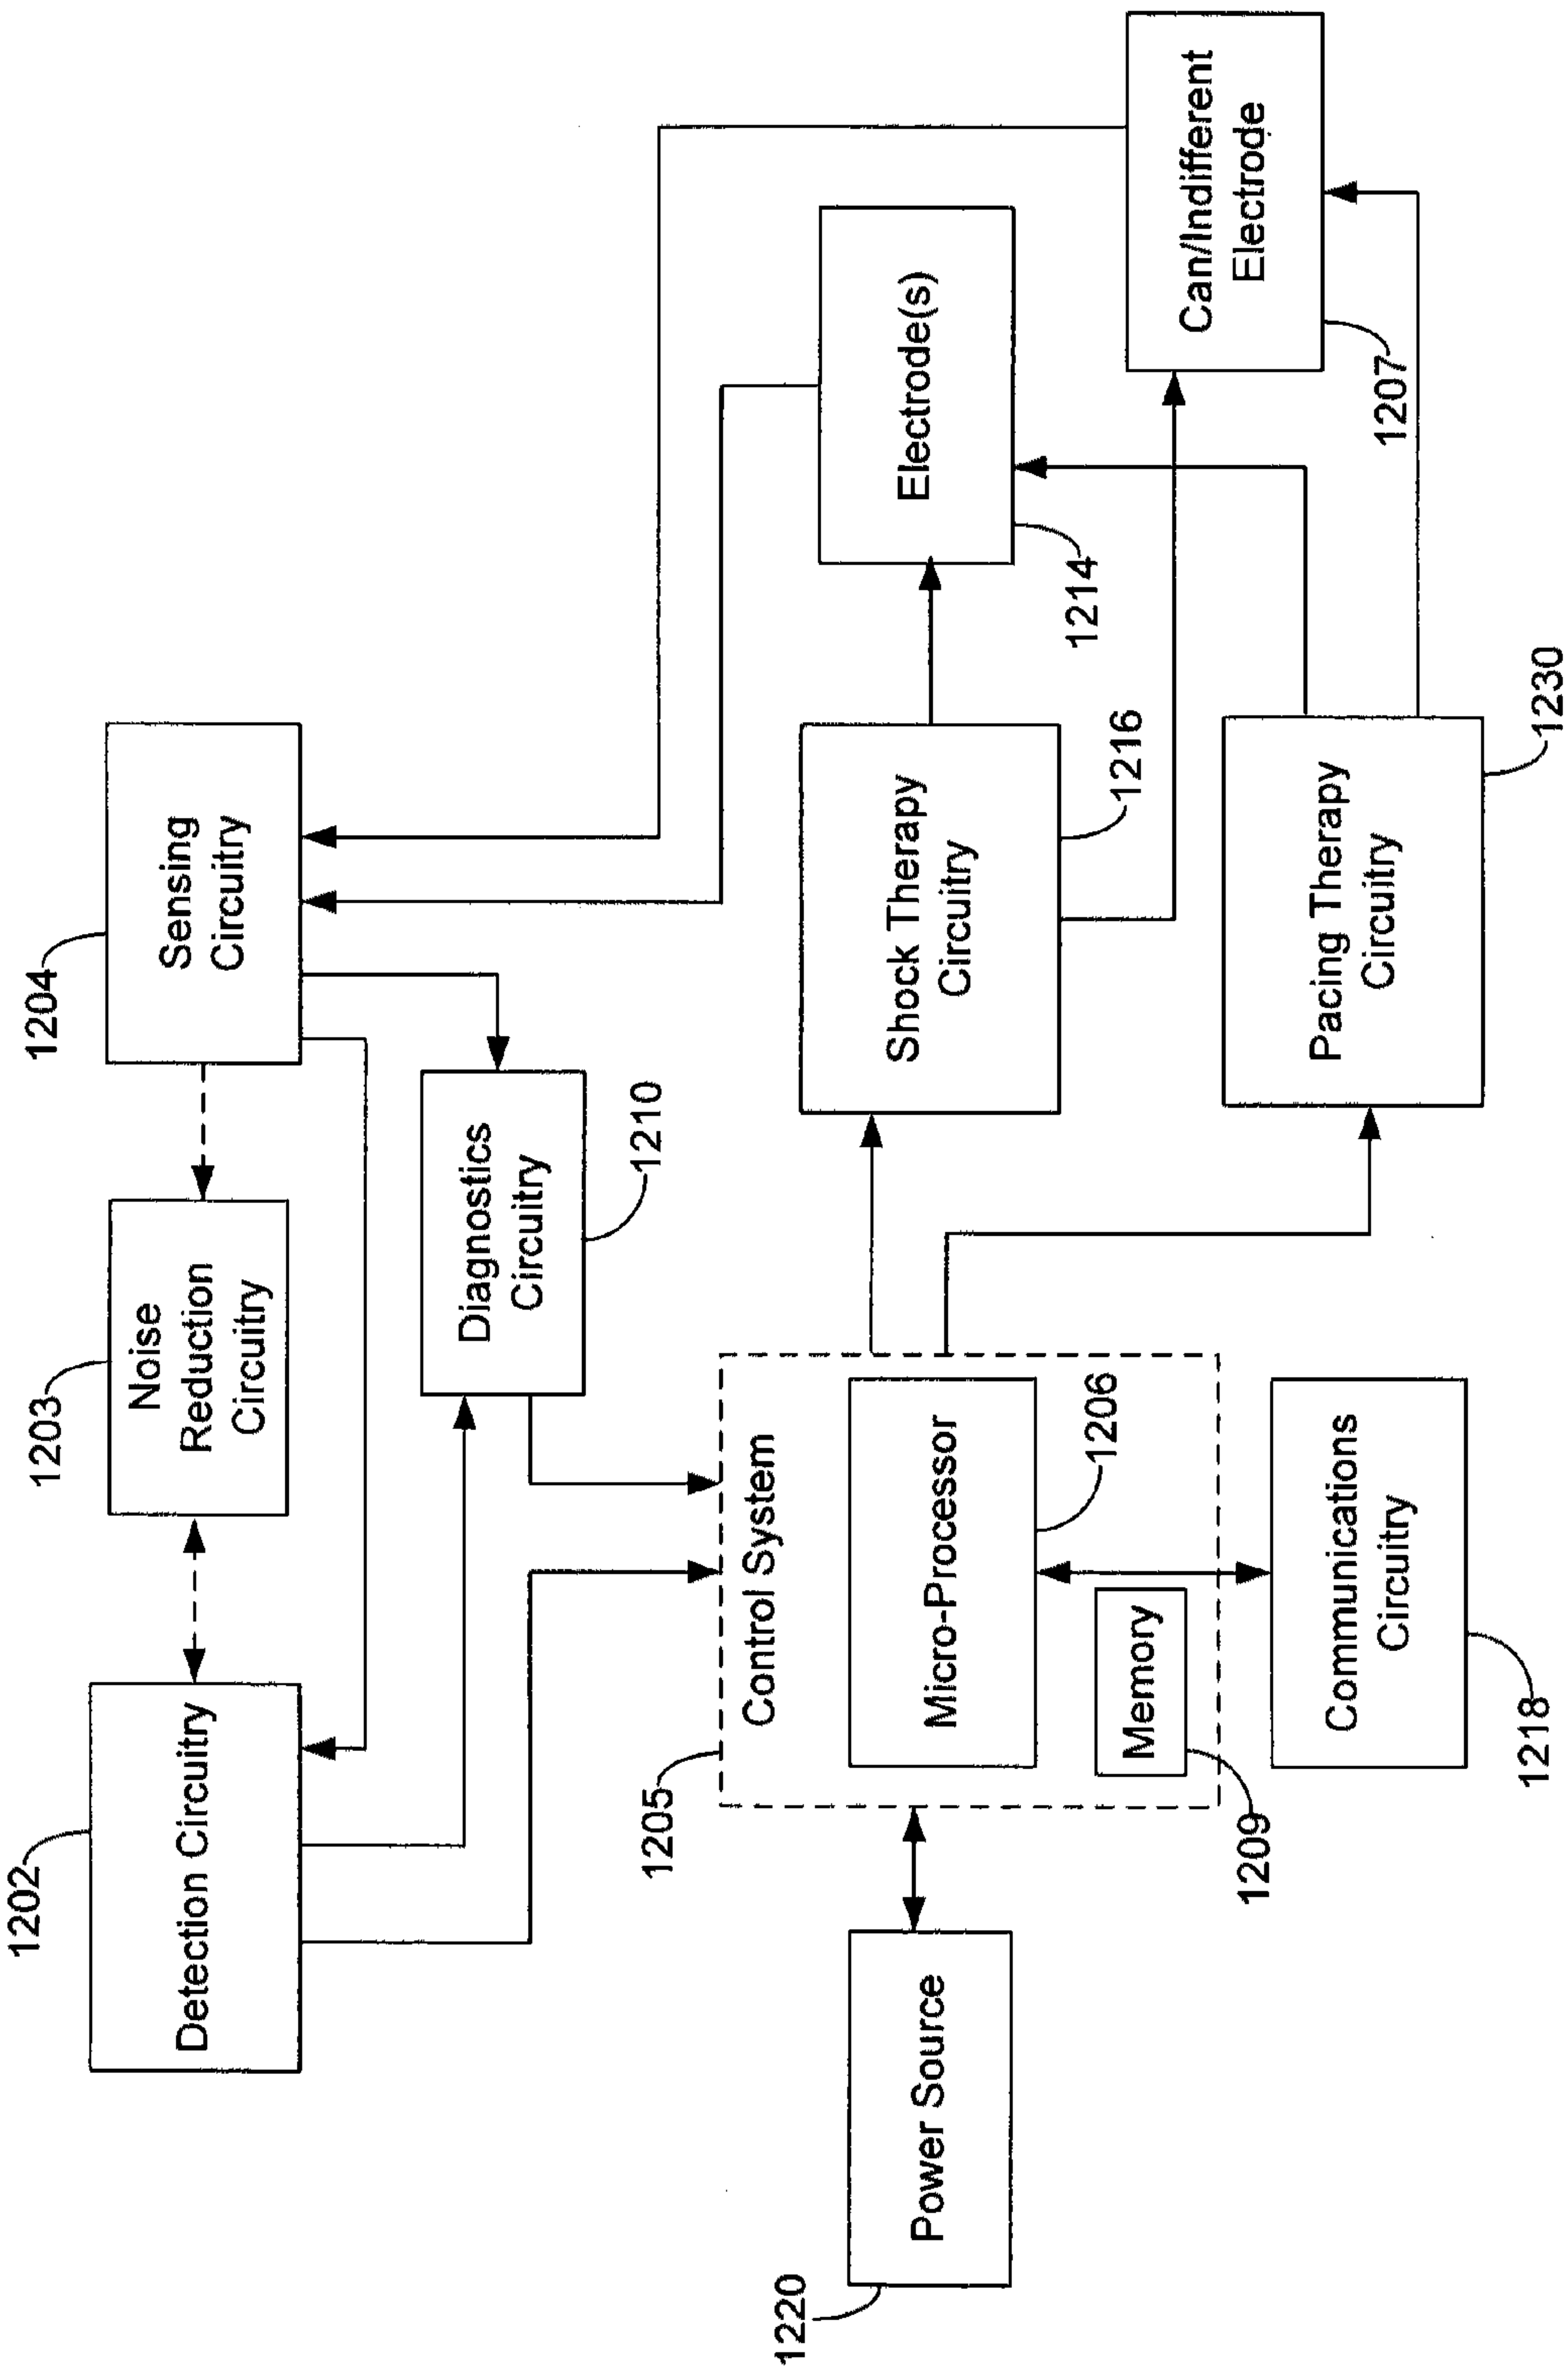 1202
Detection Circuitry
1203
Noise
Reduction
Circuitry
1204
Sensing
Circuitry
Diagnostics
Circuitry
1210
1205
Control System
Micro-Processor
1206
Memory
1209
1220
Power Source
Communications
Circuitry
1218
Shock Therapy
Circuitry
1216
Pacing Therapy
Circuitry
1230
Electrode(s)
1214
Can/Indifferent
Electrode
1207